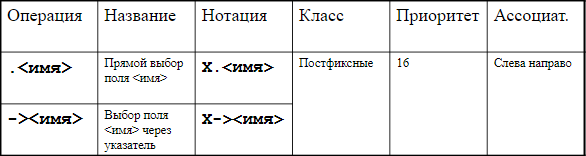 Операция Название Нотация Класс Приоритет Ассоциат.
.<имя> Прямой выбор поля <имя> X.<имя> Постфиксные 16 Слева направо
-><имя> Выбор поля <имя> через указатель X-><имя>